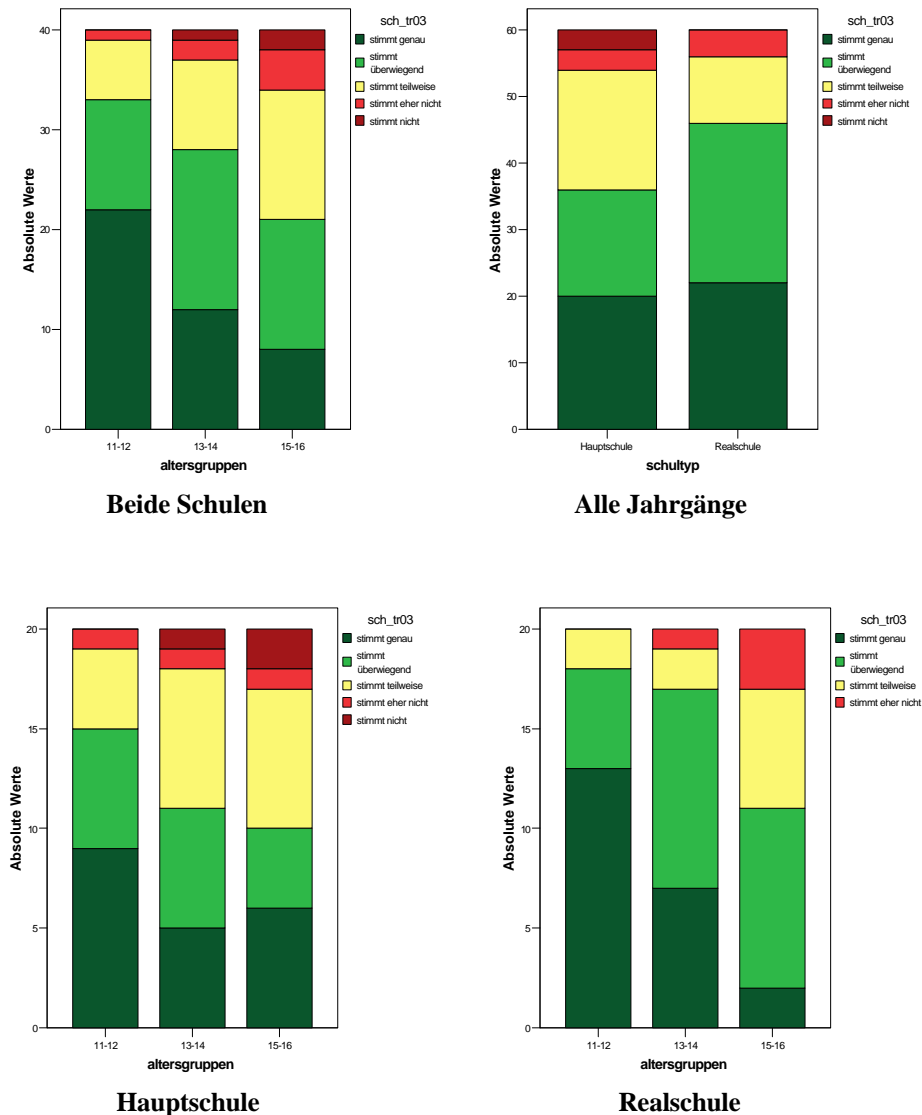 sch_tr03
stimmt genau
stimmt
überwiegend
stimmt teilweise
stimmt eher nicht
stimmt nicht
40
30
20
10
0
Absolute Werte
11-12
13-14
15-16
altersgruppen
Beide Schulen
sch_tr03
stimmt genau
stimmt
überwiegend
stimmt teilweise
stimmt eher nicht
stimmt nicht
60
50
40
30
20
10
0
Absolute Werte
Hauptschule
Realschule
schultyp
Alle Jahrgänge
sch_tr03
stimmt genau
stimmt
überwiegend
stimmt teilweise
stimmt eher nicht
stimmt nicht
20
15
10
5
0
Absolute Werte
11-12
13-14
15-16
altersgruppen
Hauptschule
sch_tr03
stimmt genau
stimmt
überwiegend
stimmt teilweise
stimmt eher nicht
20
15
10
5
0
Absolute Werte
11-12
13-14
15-16
altersgruppen
Realschule